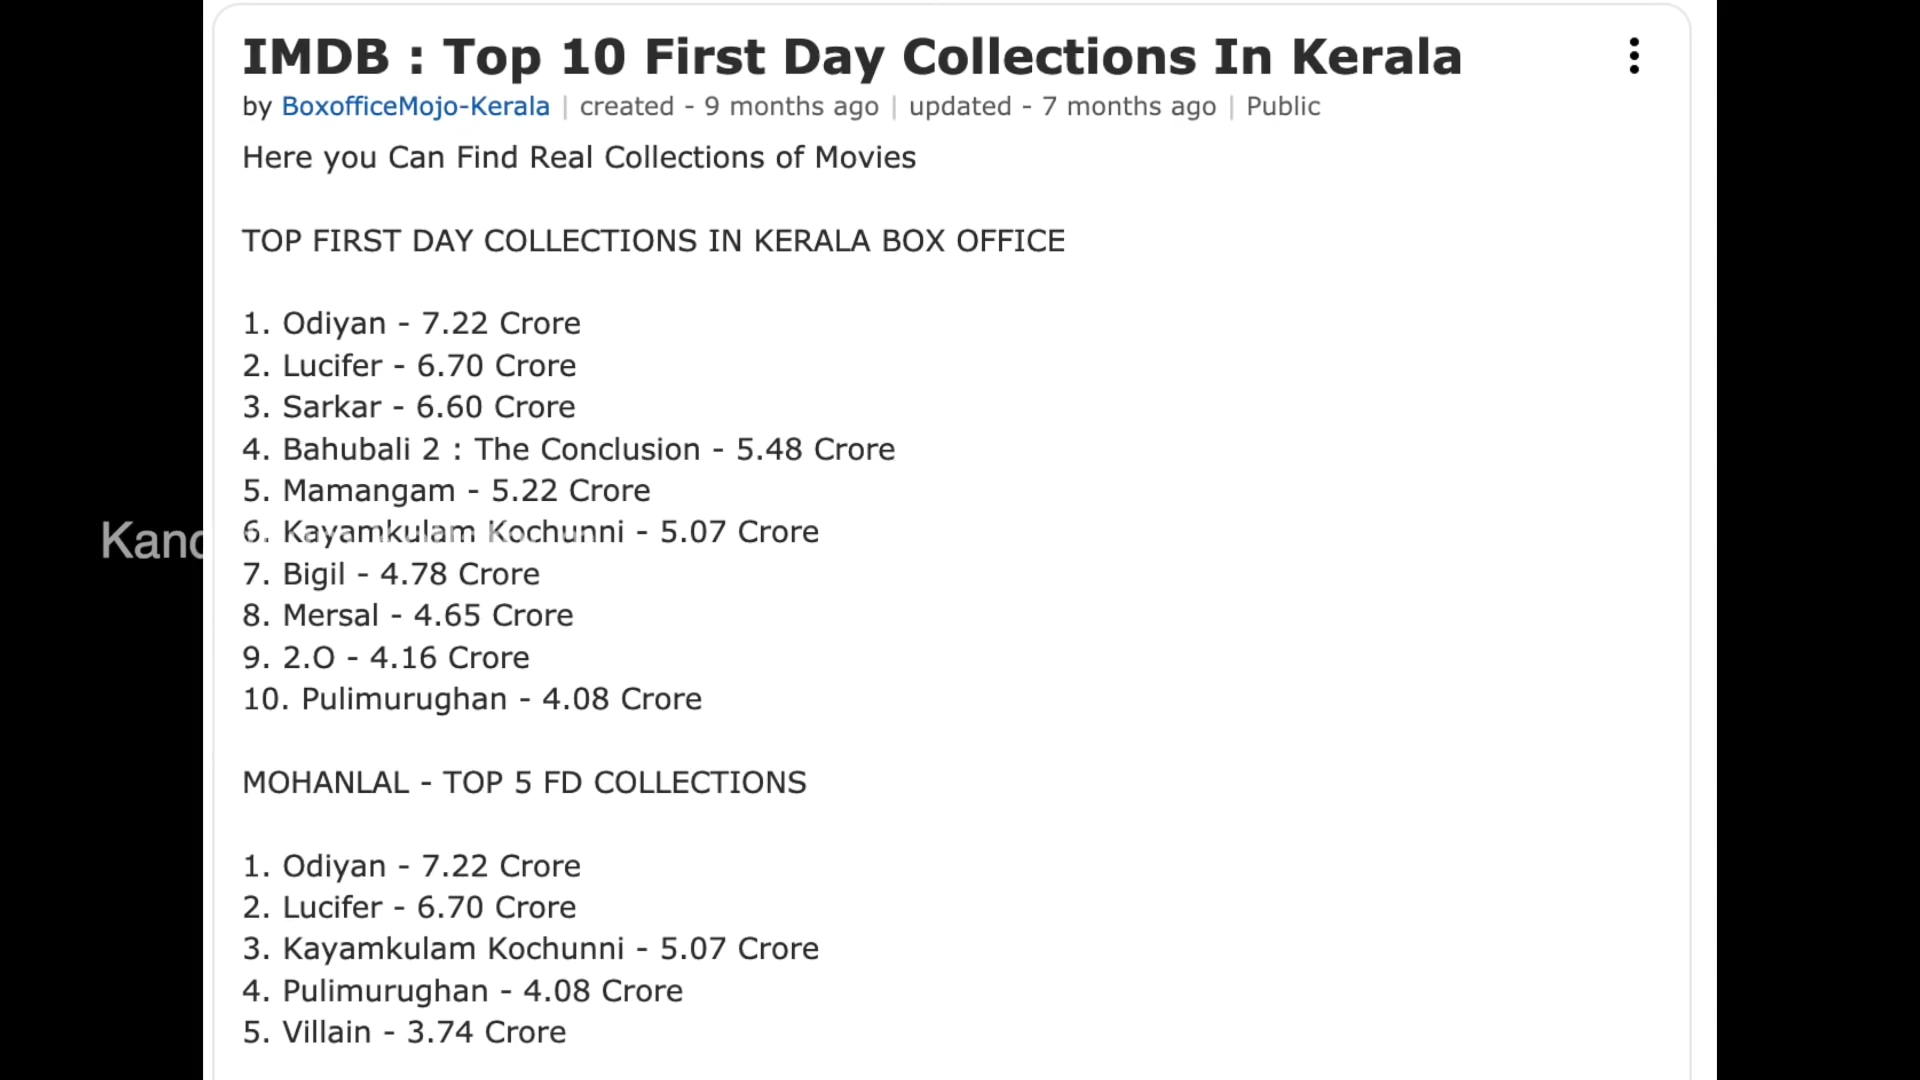 IMDB : Top 10 First Day Collections In Kerala
by BoxofficeMojo-Kerala | created - 9 months ago | updated - 7 months ago | Public
Here you Can Find Real Collections of Movies
TOP FIRST DAY COLLECTIONS IN KERALA BOX OFFICE
1. Odiyan - 7.22 Crore
2. Lucifer - 6.70 Crore
3. Sarkar - 6.60 Crore
4. Bahubali 2 : The Conclusion - 5.48 Crore
5. Mamangam - 5.22 Crore
6. Kayamkulam Kochunni - 5.07 Crore
7. Bigil - 4.78 Crore
8. Mersal - 4.65 Crore
9. 2.O - 4.16 Crore
10. Pulimurughan - 4.08 Crore
MOHANLAL - TOP 5 FD COLLECTIONS
1. Odiyan - 7.22 Crore
2. Lucifer - 6.70 Crore
3. Kayamkulam Kochunni - 5.07 Crore
4. Pulimurughan - 4.08 Crore
5. Villain - 3.74 Crore